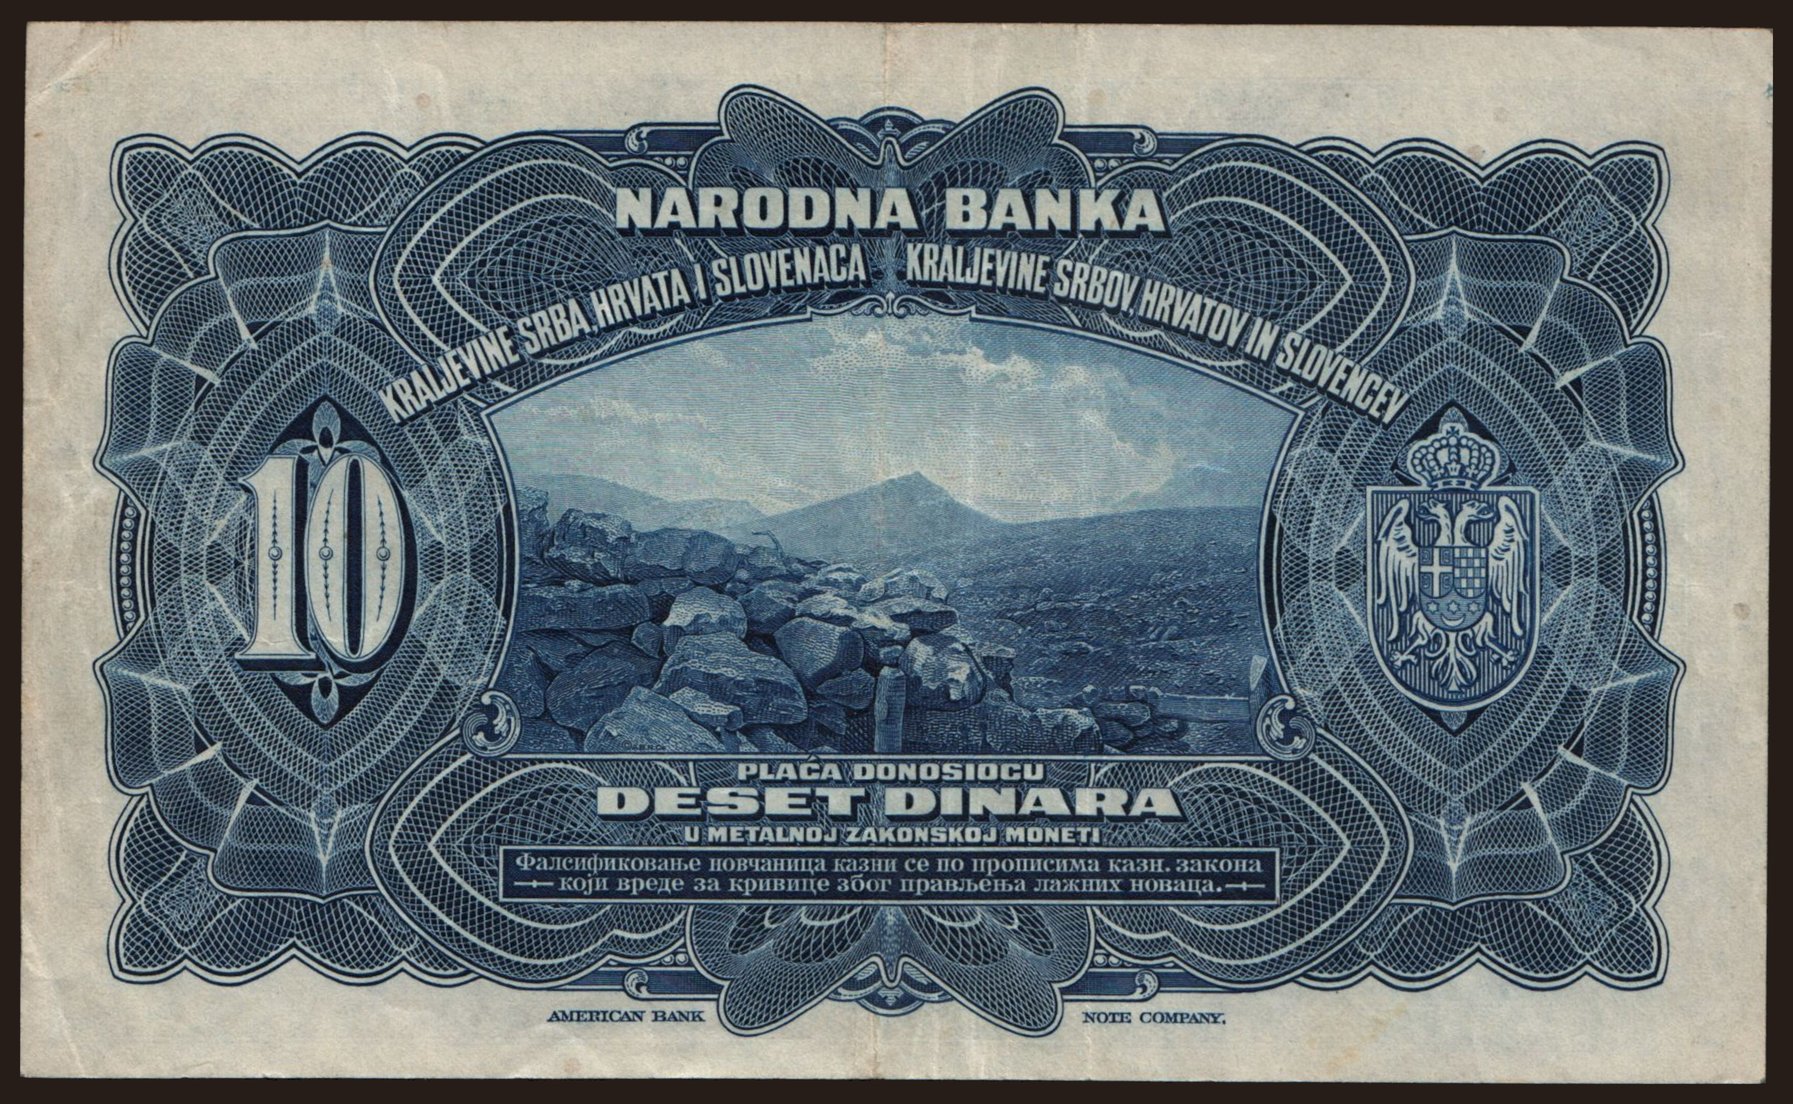 NARODNA BANKA
KRALJEVINE SRBA, HRVATA I SLOVENACA KRALJEVINE SRBOV, HRVATOV IN SLOVENCEV
10
PLAĆA DONOSIOCU
DESET DINARA
U METALNOJ ZAKONSKOJ MONETI
Фалсификовање новчаница казни се по прописима казн. закона
— који вреде за кривице због прављења лажних новаца. —
AMERICAN BANK NOTE COMPANY.